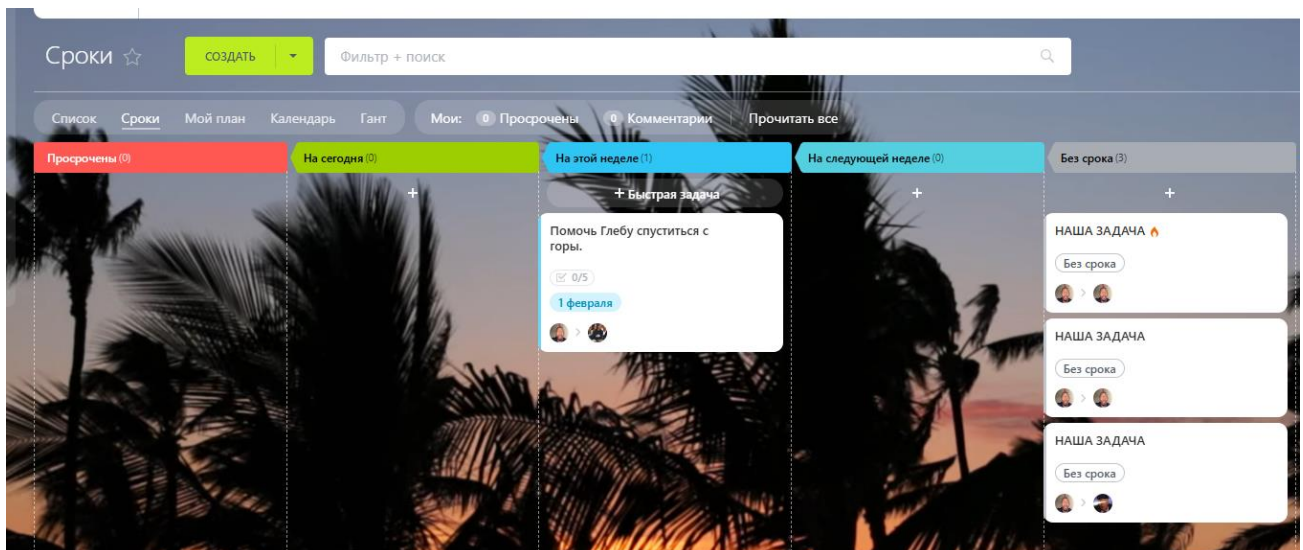 Сроки
СОЗДАТЬ
Фильтр + поиск
Список Сроки Мой план Календарь Гант Мои: 0 Просрочены 0 Комментарии Прочитать все
Просрочены (0)
На сегодня (0)
На этой неделе (1)
На следующей неделе (0)
Без срока (3)
+
+ Быстрая задача
+
+
Помочь Глебу спуститься с
горы.
0/5
1 февраля
НАША ЗАДАЧА
Без срока
НАША ЗАДАЧА
Без срока
НАША ЗАДАЧА
Без срока